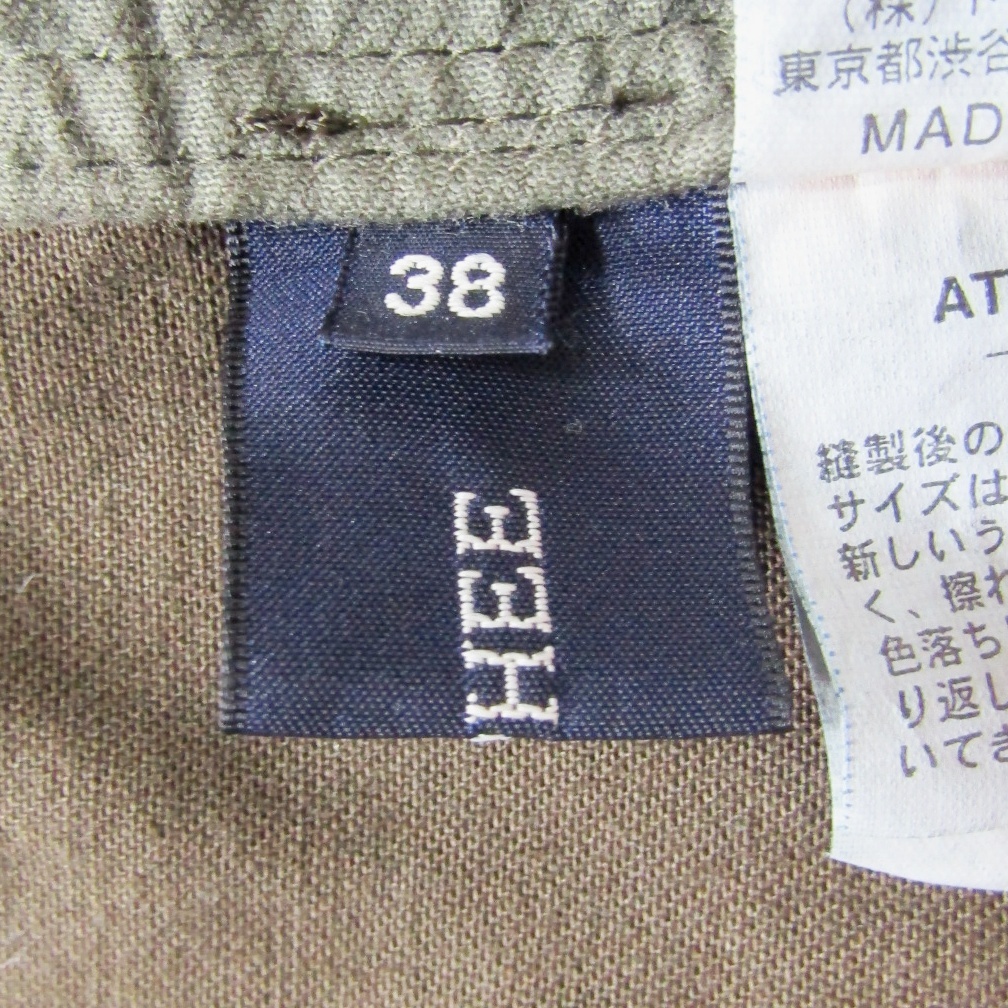 38
HEE
東京都渋谷
MAD
AT
縫製後の
サイズは
新しいう
く、擦れ
色落ち
り返し
いてき